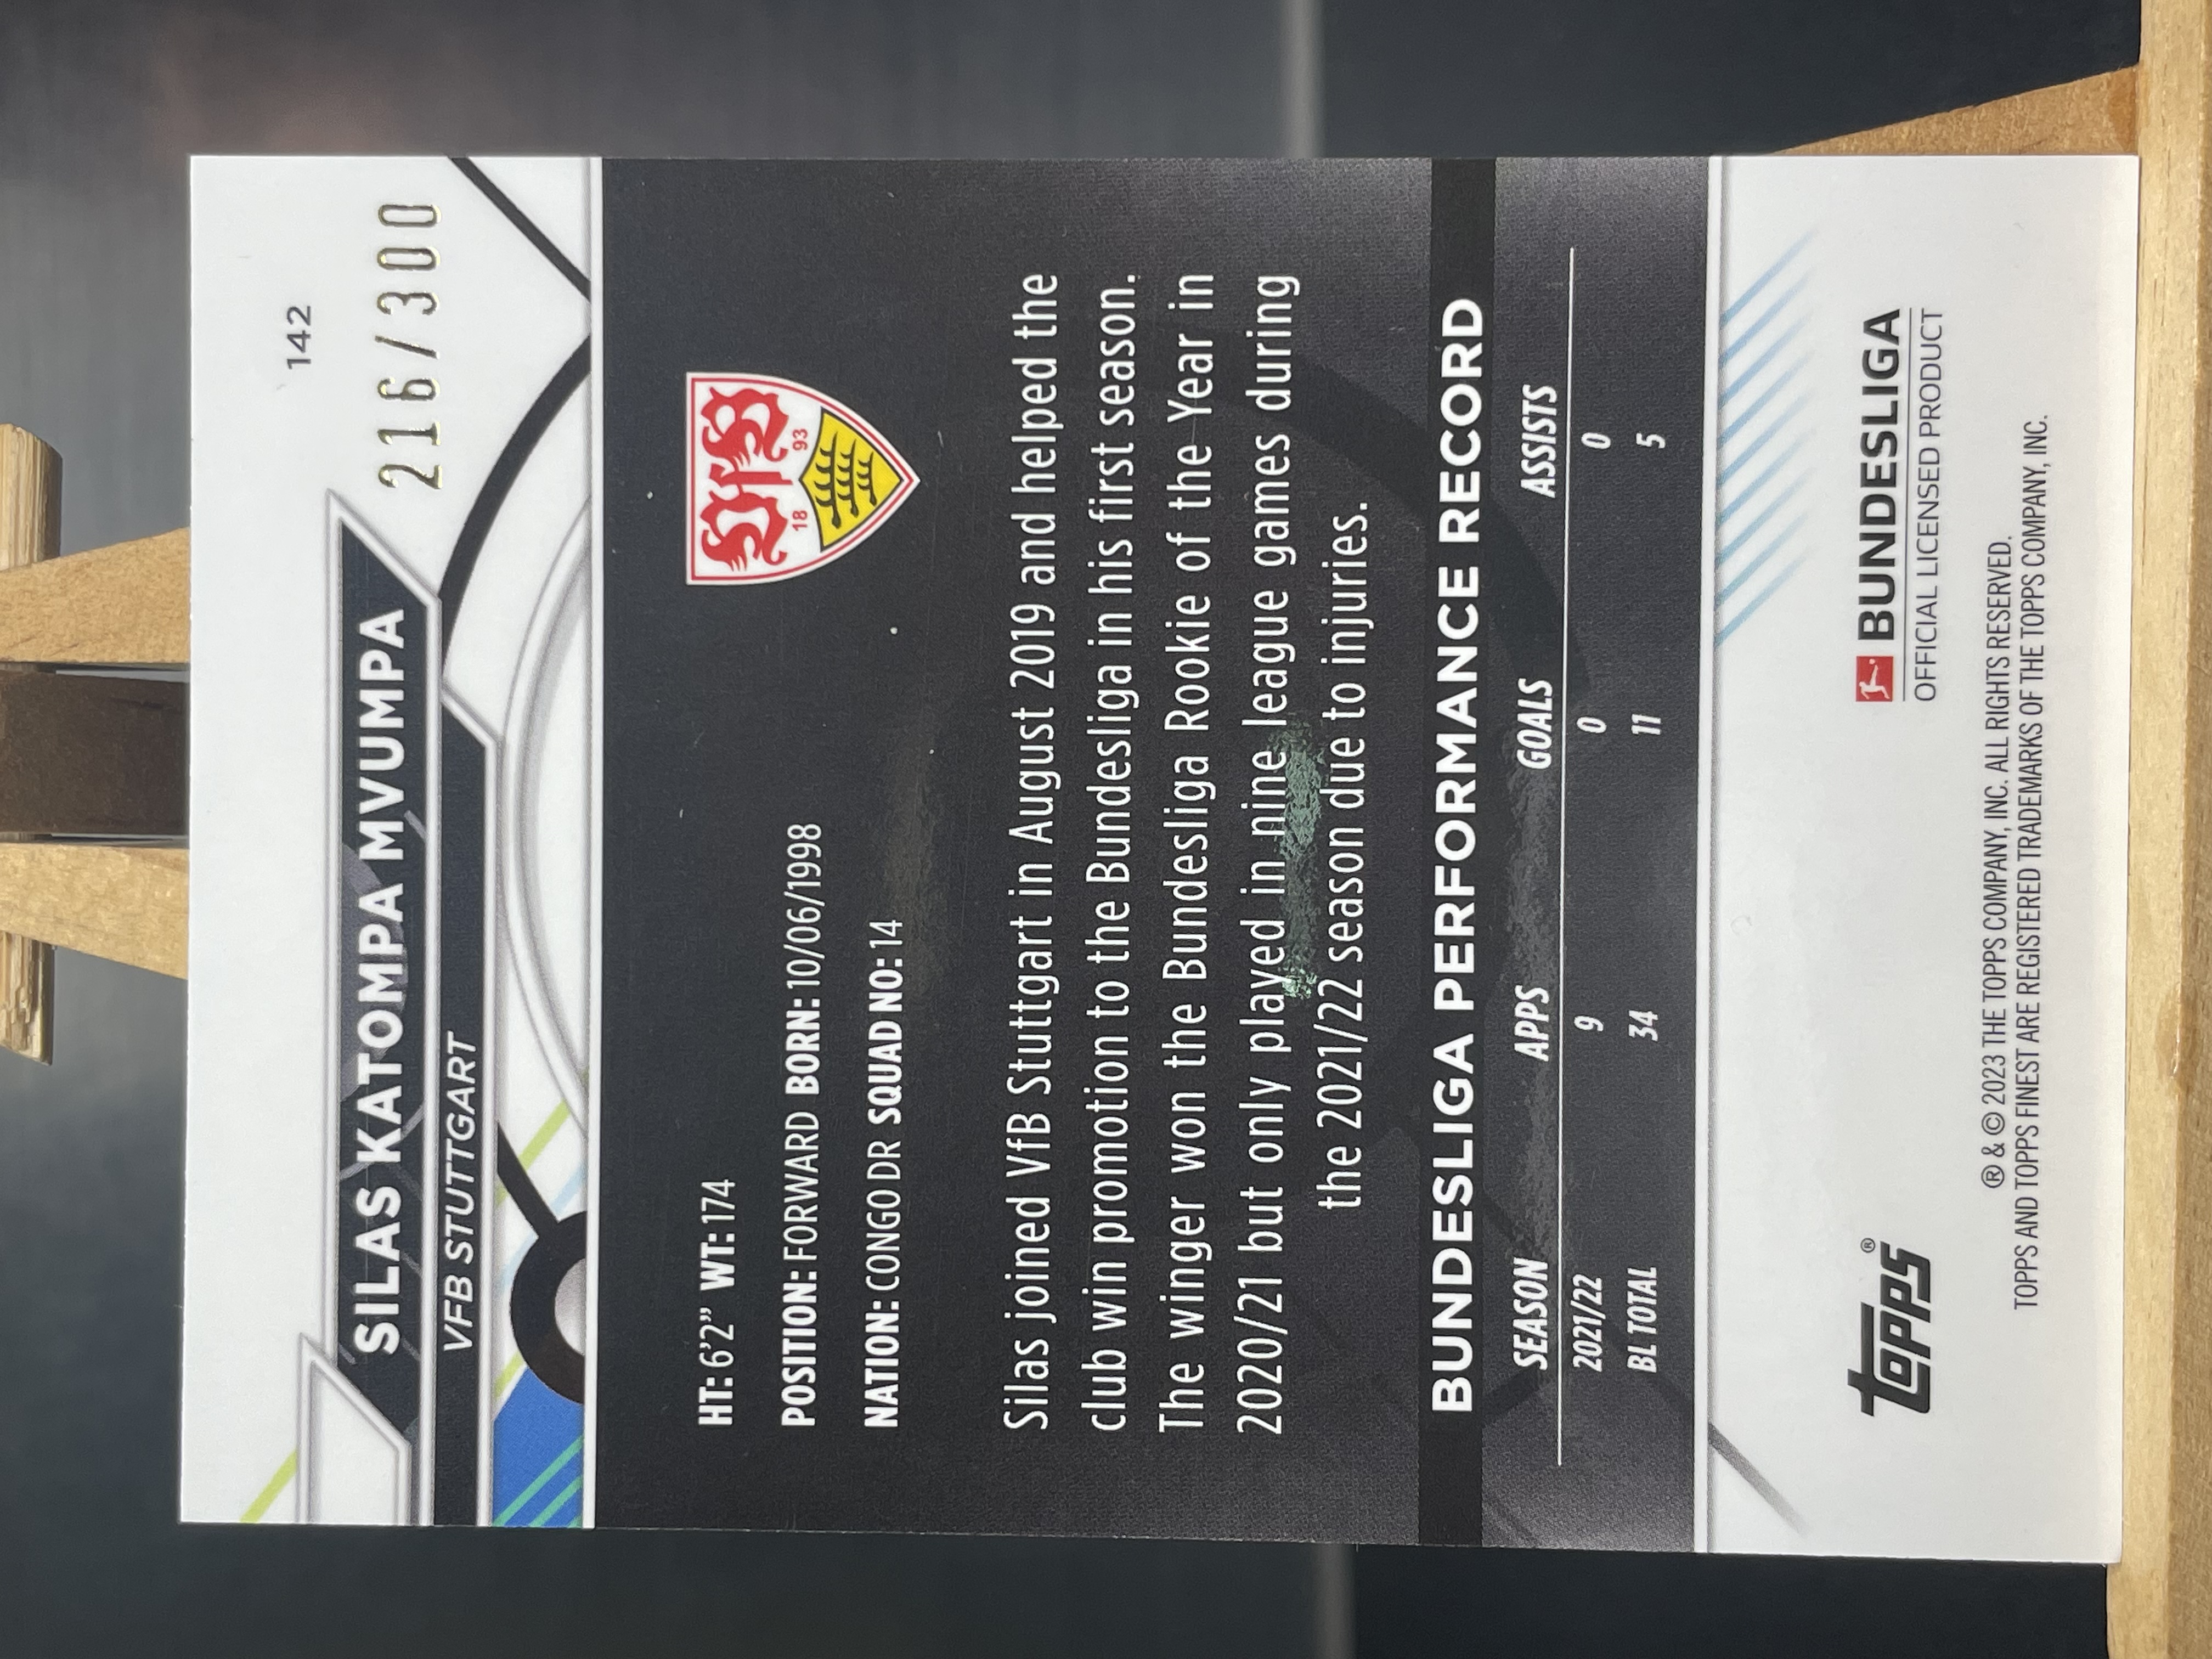 142
216/300
SILAS KATOMPA MVUMPA
VFB STUTTGART
HT: 6'2" WT: 174
POSITION: FORWARD BORN: 10/06/1998
NATION: CONGO DR SQUAD NO: 14
VfB
18 93
Silas joined VfB Stuttgart in August 2019 and helped the
club win promotion to the Bundesliga in his first season.
The winger won the Bundesliga Rookie of the Year in
2020/21 but only played in nine league games during
the 2021/22 season due to injuries.
BUNDESLIGA PERFORMANCE RECORD
SEASON APPS GOALS ASSISTS
2021/22 9 0 0
BL TOTAL 34 11 5
topps®
BUNDESLIGA
OFFICIAL LICENSED PRODUCT
® & © 2023 THE TOPPS COMPANY, INC. ALL RIGHTS RESERVED.
TOPPS AND TOPPS FINEST ARE REGISTERED TRADEMARKS OF THE TOPPS COMPANY, INC.